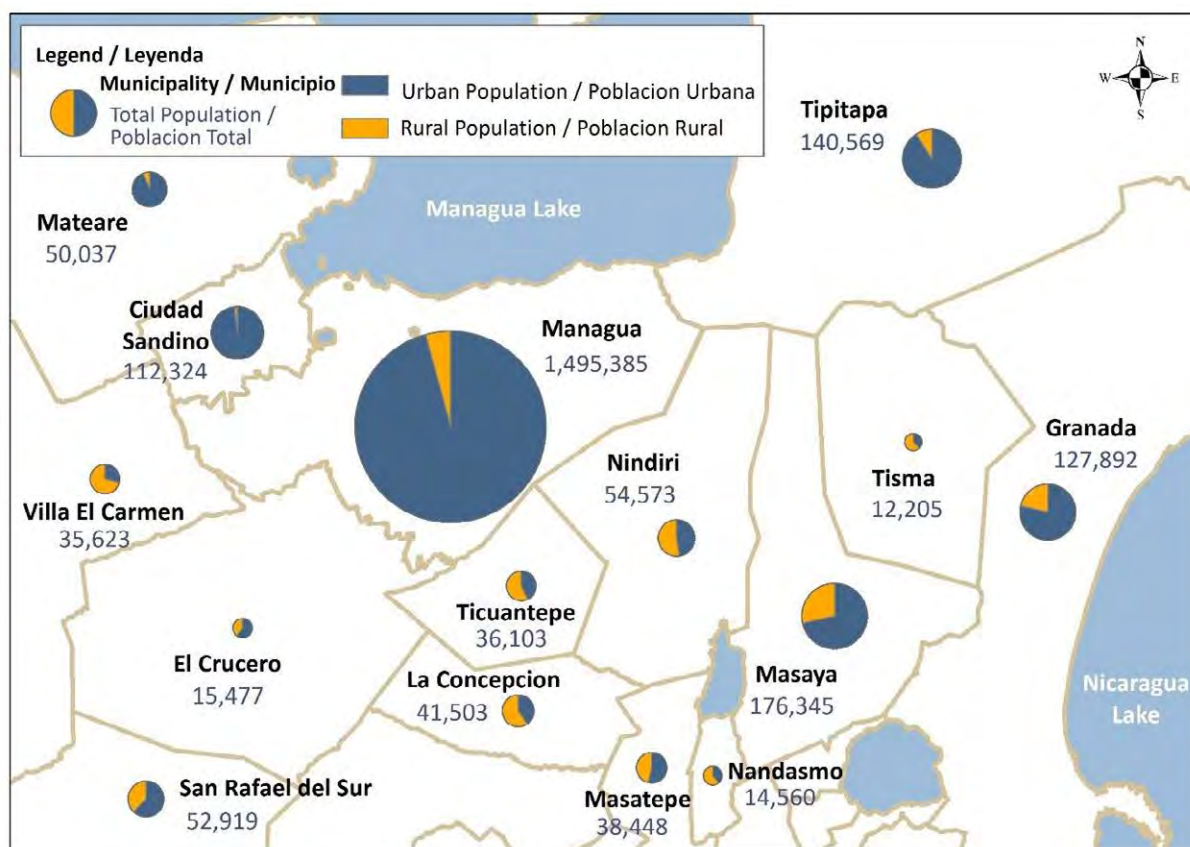 Legend / Leyenda
Municipality / Municipio
Total Population /
Poblacion Total
Urban Population / Poblacion Urbana
Rural Population / Poblacion Rural
N
W
E
S
Tipitapa
140,569
Managua Lake
Mateare
50,037
Ciudad
Sandino
112,324
Managua
1,495,385
Granada
127,892
Nindiri
54,573
Tisma
12,205
Villa El Carmen
35,623
Ticuantepe
36,103
El Crucero
15,477
La Concepcion
41,503
Masaya
176,345
Nicaragua
Lake
San Rafael del Sur
52,919
Masatepe
38,448
Nandasmo
14,560